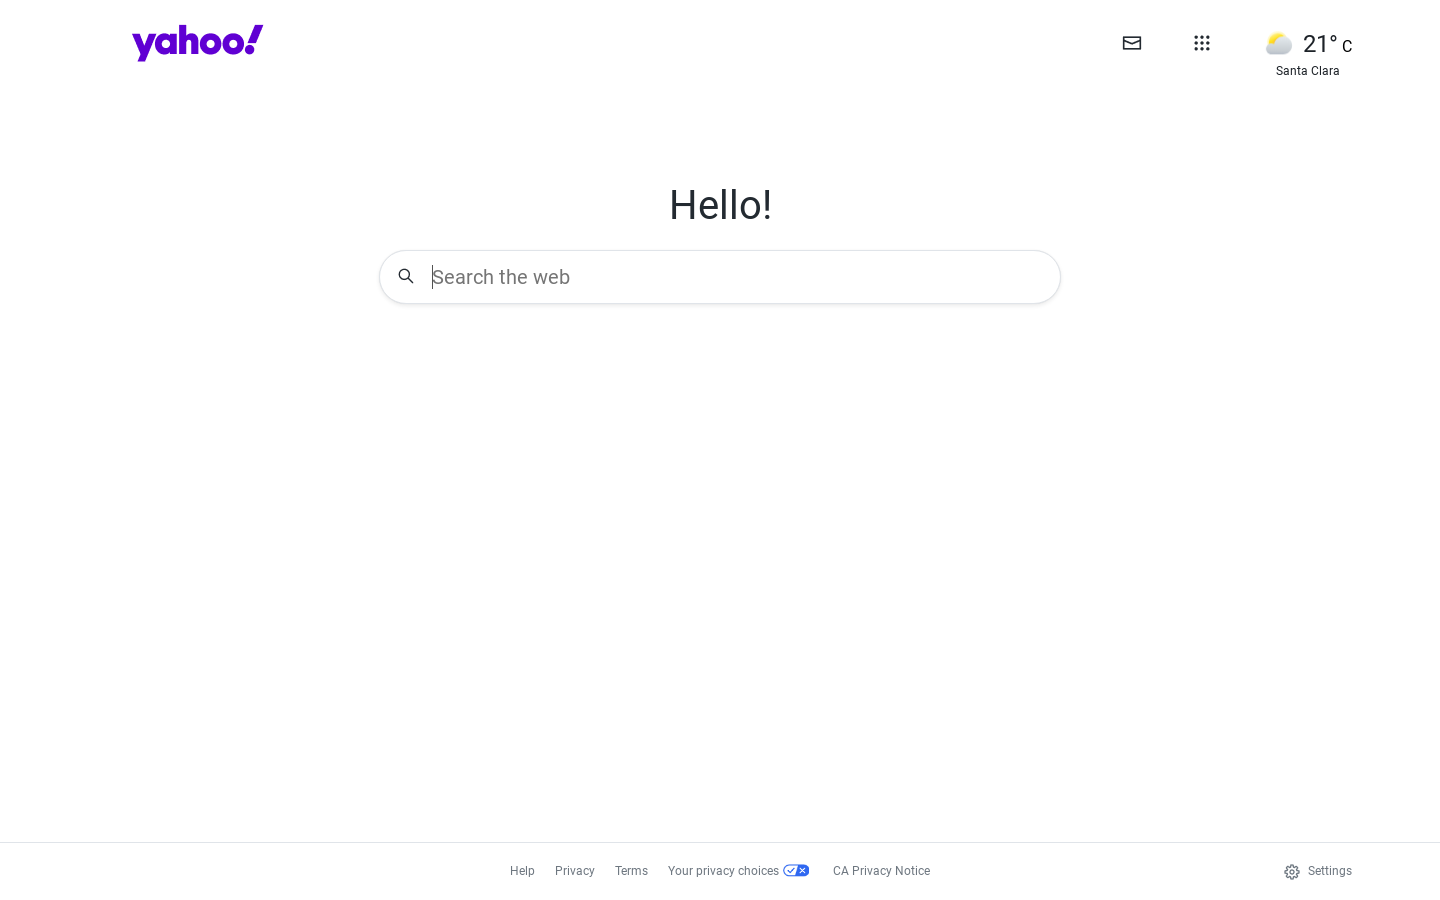 yahoo!
21° C
Santa Clara
Hello!
Search the web
Help
Privacy
Terms
Your privacy choices
CA Privacy Notice
Settings